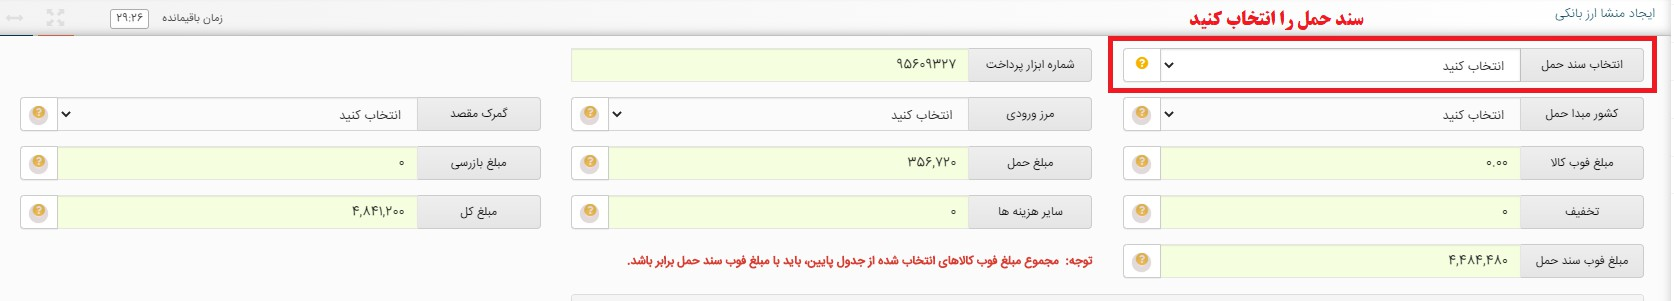 ایجاد منشا ارز بانکی
سند حمل را انتخاب کنید
زمان باقیمانده ۲۹:۲۶
انتخاب سند حمل انتخاب کنید ?
شماره ابزار پرداخت ۹۵۶۰۹۳۲۷
کشور مبدا حمل انتخاب کنید ?
مرز ورودی انتخاب کنید ?
گمرک مقصد انتخاب کنید ?
مبلغ فوب کالا ۰.۰۰ ?
مبلغ حمل ۳۵۶,۷۲۰ ?
مبلغ بازرسی ۰ ?
تخفیف ۰ ?
سایر هزینه ها ۰ ?
مبلغ کل ۴,۸۴۱,۲۰۰ ?
مبلغ فوب سند حمل ۴,۴۸۴,۴۸۰ ?
توجه: مجموع مبلغ فوب کالاهای انتخاب شده از جدول پایین، باید با مبلغ فوب سند حمل برابر باشد.